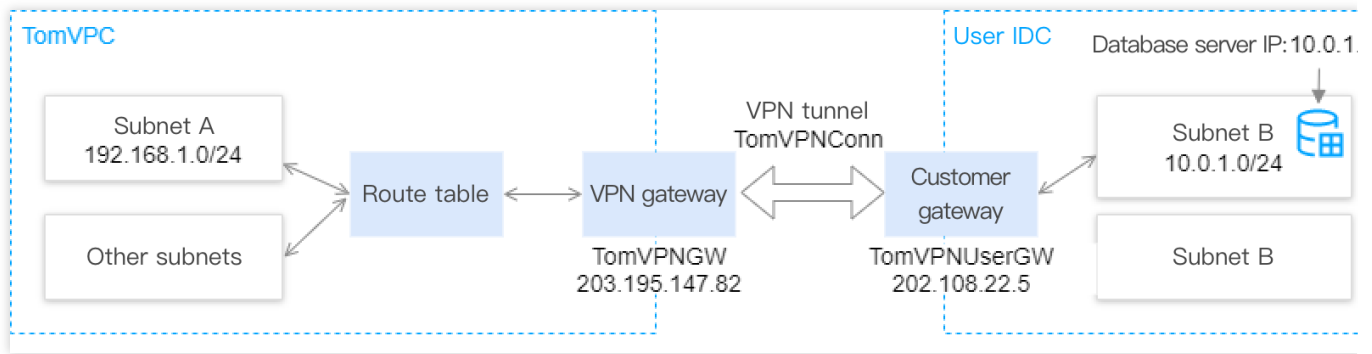 TomVPC
User IDC
Database server IP:10.0.1.
Subnet A
192.168.1.0/24
Other subnets
Route table
VPN gateway
TomVPNGW
203.195.147.82
VPN tunnel
TomVPNConn
Customer
gateway
TomVPNUserGW
202.108.22.5
Subnet B
10.0.1.0/24
Subnet B